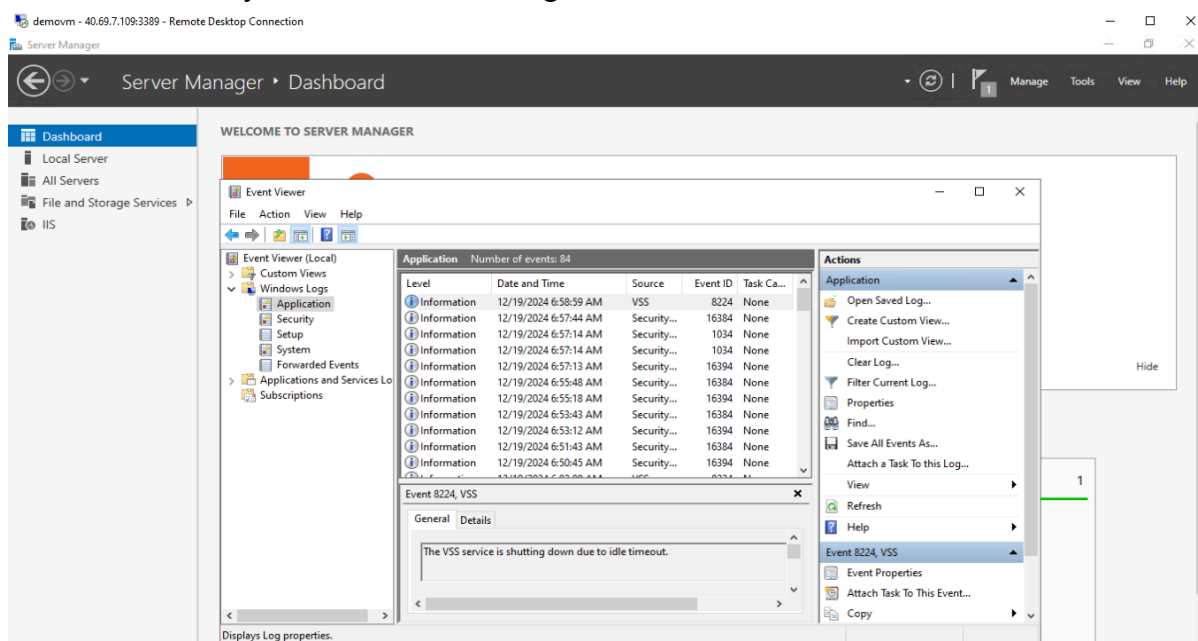 demovm - 40.69.7.109:3389 - Remote Desktop Connection
Server Manager
Server Manager • Dashboard
1 Manage Tools View Help
Dashboard
Local Server
All Servers
File and Storage Services
IIS
WELCOME TO SERVER MANAGER
Hide
1
Event Viewer
File Action View Help
Event Viewer (Local)
Custom Views
Windows Logs
Application
Security
Setup
System
Forwarded Events
Applications and Services Lo
Subscriptions
Application Number of events: 84
Level Date and Time Source Event ID Task Ca...
Information 12/19/2024 6:58:59 AM VSS 8224 None
Information 12/19/2024 6:57:44 AM Security... 16384 None
Information 12/19/2024 6:57:14 AM Security... 1034 None
Information 12/19/2024 6:57:14 AM Security... 1034 None
Information 12/19/2024 6:57:13 AM Security... 16394 None
Information 12/19/2024 6:55:48 AM Security... 16384 None
Information 12/19/2024 6:55:18 AM Security... 16394 None
Information 12/19/2024 6:53:43 AM Security... 16384 None
Information 12/19/2024 6:53:12 AM Security... 16394 None
Information 12/19/2024 6:51:43 AM Security... 16384 None
Information 12/19/2024 6:50:45 AM Security... 16394 None
Event 8224, VSS
General Details
The VSS service is shutting down due to idle timeout.
Actions
Application
Open Saved Log...
Create Custom View...
Import Custom View...
Clear Log...
Filter Current Log...
Properties
Find...
Save All Events As...
Attach a Task To this Log...
View
Refresh
Help
Event 8224, VSS
Event Properties
Attach Task To This Event...
Copy
Displays Log properties.